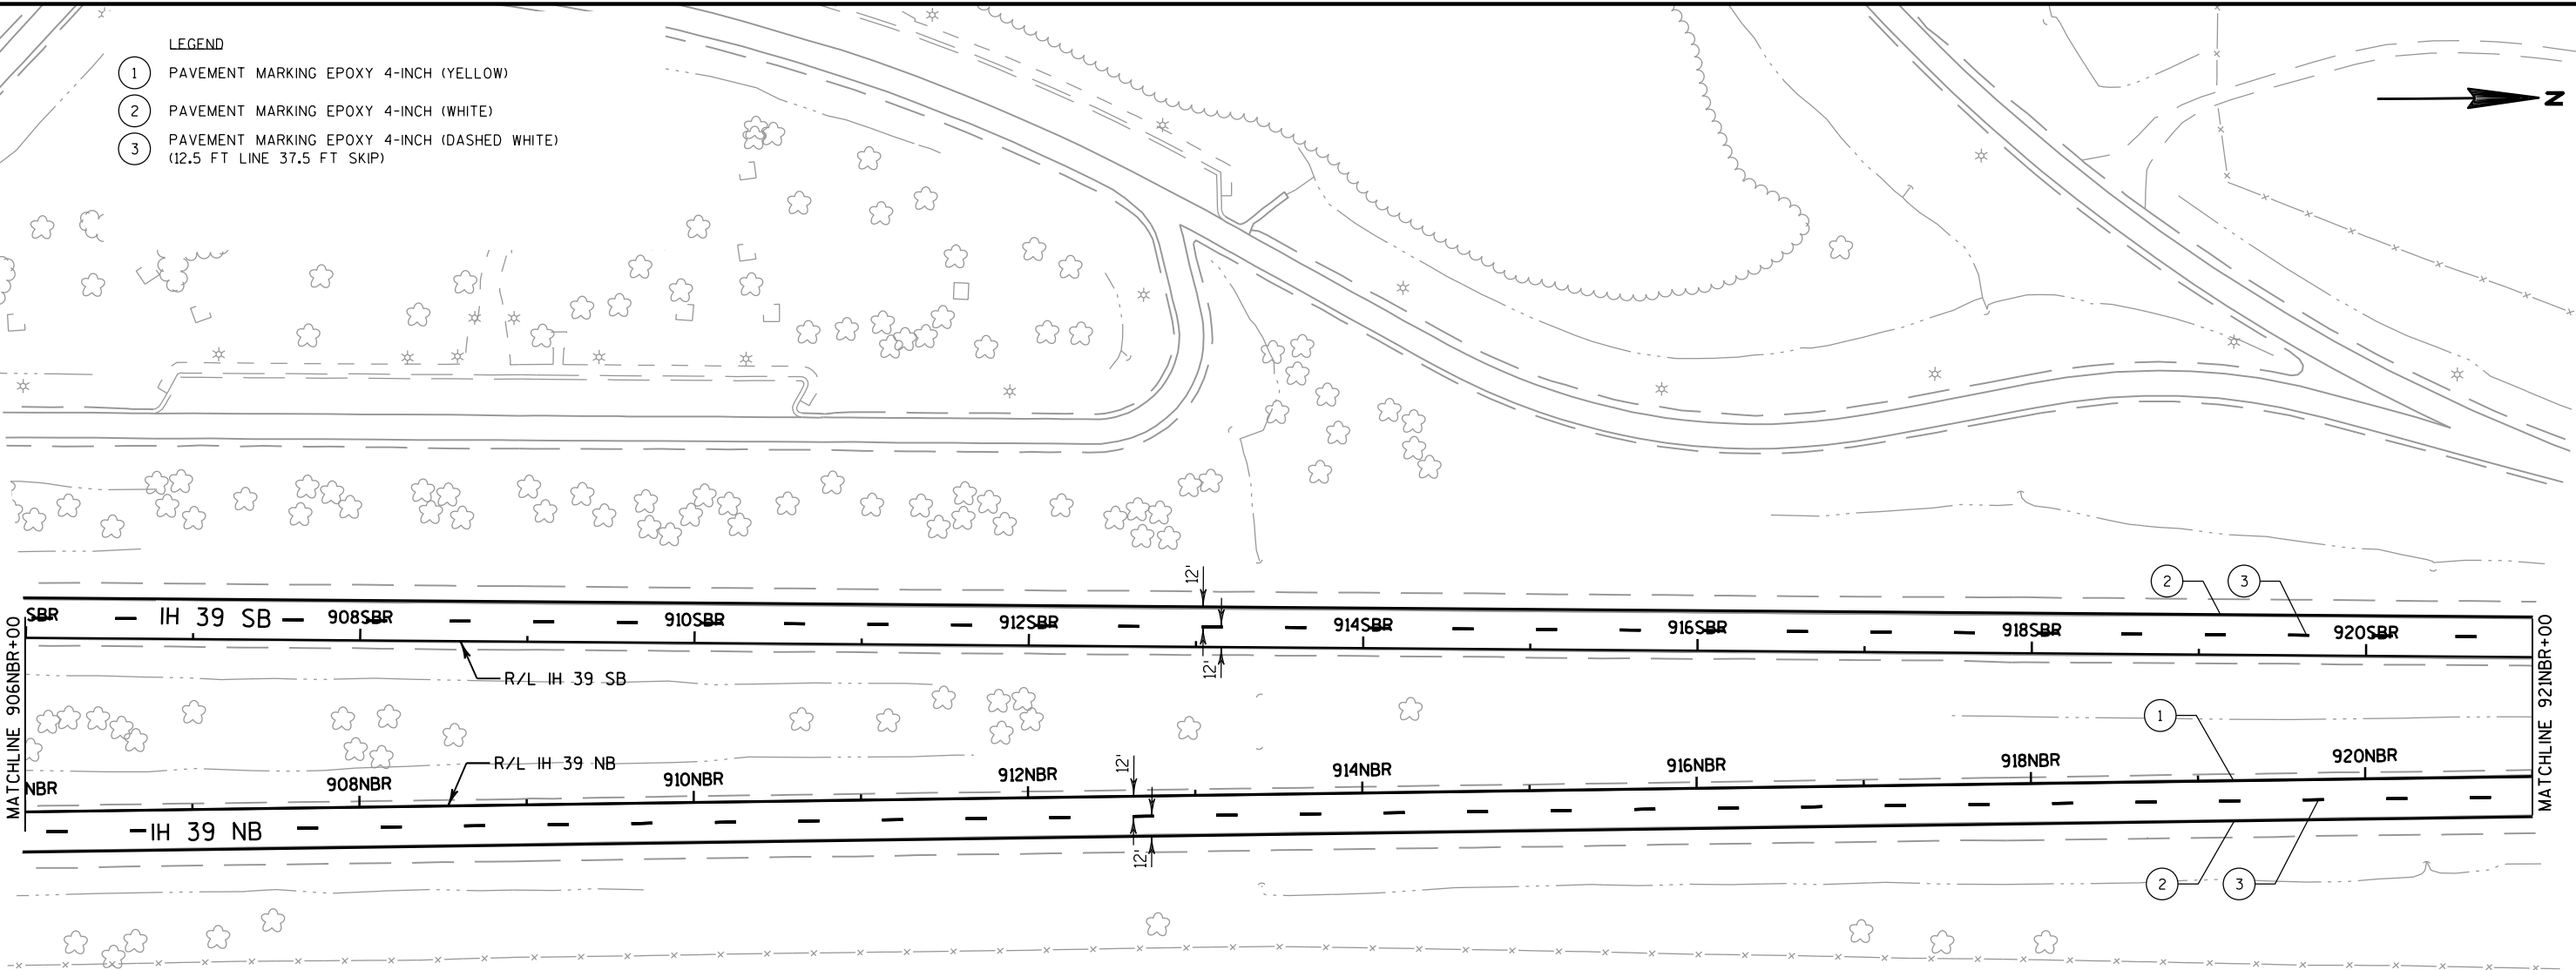 LEGEND
1 PAVEMENT MARKING EPOXY 4-INCH (YELLOW)
2 PAVEMENT MARKING EPOXY 4-INCH (WHITE)
3 PAVEMENT MARKING EPOXY 4-INCH (DASHED WHITE)
(12.5 FT LINE 37.5 FT SKIP)
N
12'
2 3
SBR IH 39 SB 908SBR 910SBR 912SBR 914SBR 916SBR 918SBR 920SBR
12'
R/L IH 39 SB
MATCHLINE 906NBR+00
MATCHLINE 921NBR+00
1
R/L IH 39 NB
12'
NBR 908NBR 910NBR 912NBR 914NBR 916NBR 918NBR 920NBR
IH 39 NB
12'
2 3